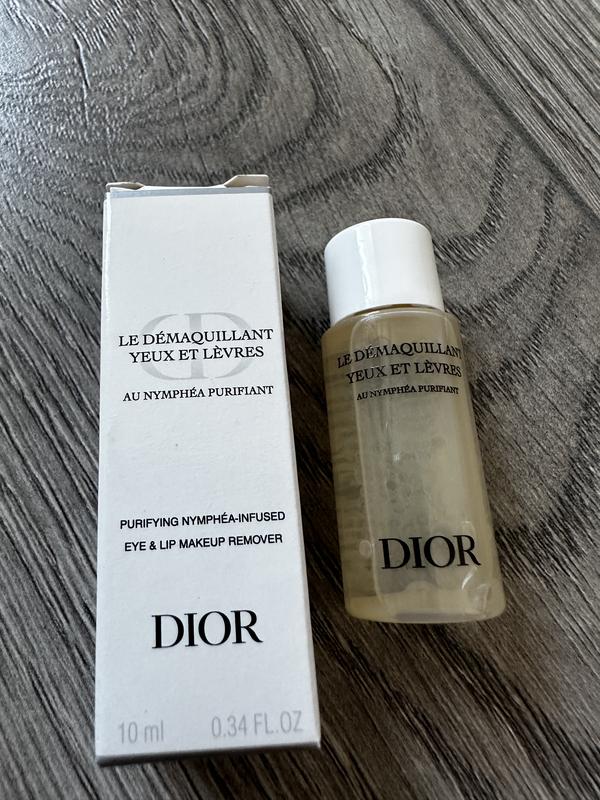 LE DÉMAQUILLANT
YEUX ET LÈVRES
AU NYMPHÉA PURIFIANT
PURIFYING NYMPHÉA-INFUSED
EYE & LIP MAKEUP REMOVER
DIOR
10 ml 0.34 FL.OZ
LE DÉMAQUILLANT
YEUX ET LÈVRES
AU NYMPHÉA PURIFIANT
DIOR